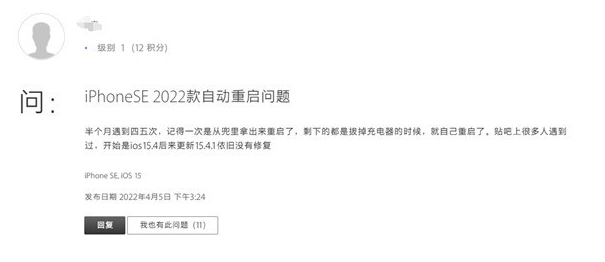 • 级别 1 (12 积分)
问：
iPhoneSE 2022款自动重启问题
半个月遇到四五次，记得一次是从兜里拿出来重启了，剩下的都是拔掉充电器的时候，就自己重启了。贴吧上很多人遇到
过，开始是ios15.4后来更新15.4.1依旧没有修复
iPhone SE, iOS 15
发布日期 2022年4月5日 下午3:24
回复 我也有此问题 (11)